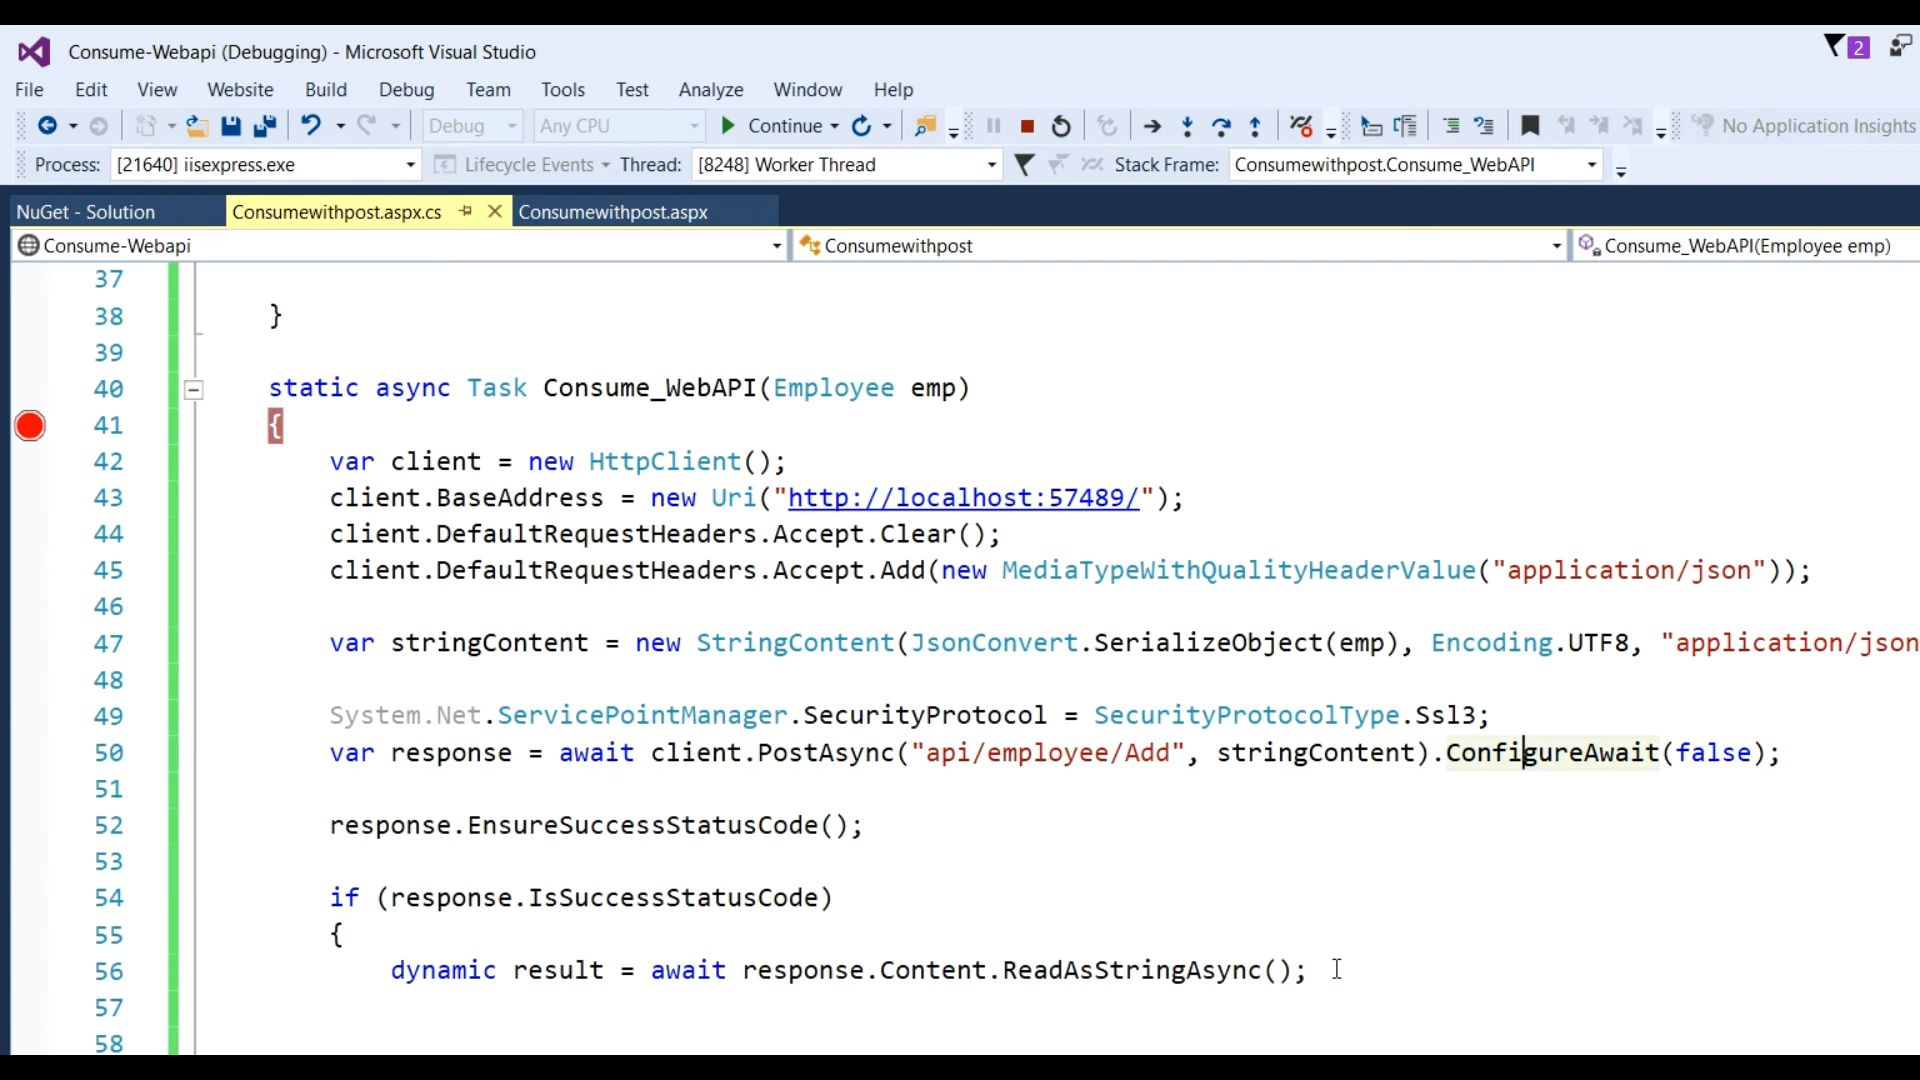 Consume-Webapi (Debugging) - Microsoft Visual Studio
2
File Edit View Website Build Debug Team Tools Test Analyze Window Help
Debug Any CPU Continue No Application Insights
Process: [21640] iisexpress.exe Lifecycle Events Thread: [8248] Worker Thread Stack Frame: Consumewithpost.Consume_WebAPI
NuGet - Solution Consumewithpost.aspx.cs Consumewithpost.aspx
Consume-Webapi Consumewithpost Consume_WebAPI(Employee emp)
37
38 }
39
40 static async Task Consume_WebAPI(Employee emp)
41 {
42 var client = new HttpClient();
43 client.BaseAddress = new Uri("http://localhost:57489/");
44 client.DefaultRequestHeaders.Accept.Clear();
45 client.DefaultRequestHeaders.Accept.Add(new MediaTypeWithQualityHeaderValue("application/json"));
46
47 var stringContent = new StringContent(JsonConvert.SerializeObject(emp), Encoding.UTF8, "application/json
48
49 System.Net.ServicePointManager.SecurityProtocol = SecurityProtocolType.Ssl3;
50 var response = await client.PostAsync("api/employee/Add", stringContent).ConfigureAwait(false);
51
52 response.EnsureSuccessStatusCode();
53
54 if (response.IsSuccessStatusCode)
55 {
56 dynamic result = await response.Content.ReadAsStringAsync();
57
58